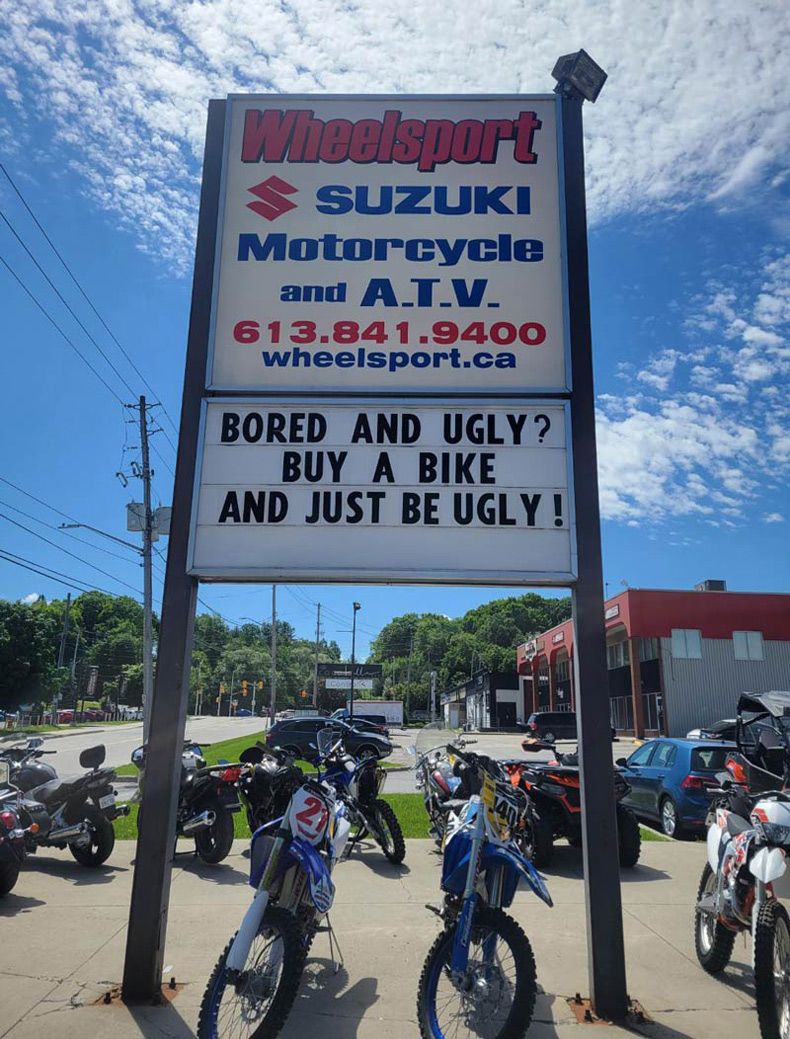 Wheelsport
SUZUKI
Motorcycle
and A.T.V.
613.841.9400
wheelsport.ca
BORED AND UGLY?
BUY A BIKE
AND JUST BE UGLY!
21